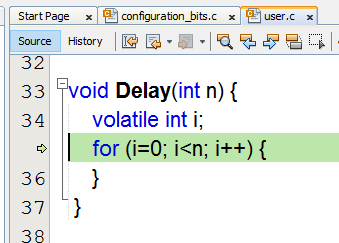 Start Page configuration_bits.c user.c
Source History
32
33 void Delay(int n) {
34 volatile int i;
for (i=0; i<n; i++) {
36 }
37 }
38